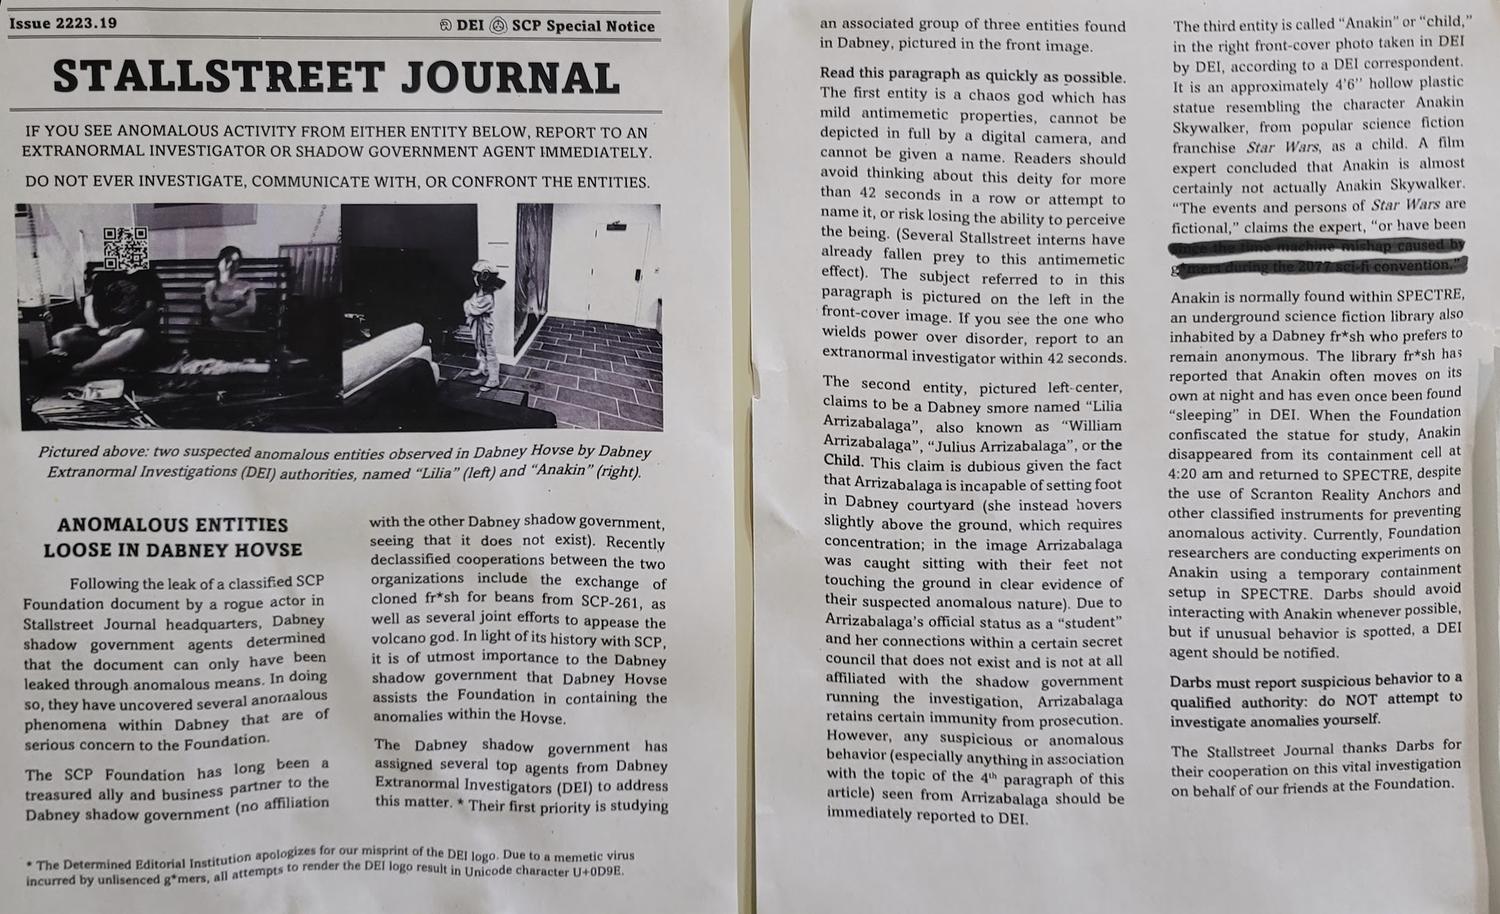 Issue 2223.19
ඞ DEI SCP Special Notice
STALLSTREET JOURNAL
IF YOU SEE ANOMALOUS ACTIVITY FROM EITHER ENTITY BELOW, REPORT TO AN
EXTRANORMAL INVESTIGATOR OR SHADOW GOVERNMENT AGENT IMMEDIATELY.
DO NOT EVER INVESTIGATE, COMMUNICATE WITH, OR CONFRONT THE ENTITIES.
Pictured above: two suspected anomalous entities observed in Dabney Hovse by Dabney
Extranormal Investigations (DEI) authorities, named "Lilia" (left) and "Anakin" (right).
ANOMALOUS ENTITIES
LOOSE IN DABNEY HOVSE
Following the leak of a classified SCP
Foundation document by a rogue actor in
Stallstreet Journal headquarters, Dabney
shadow government agents determined
that the document can only have been
leaked through anomalous means. In doing
so, they have uncovered several anomalous
phenomena within Dabney that are of
serious concern to the Foundation.
The SCP Foundation has long been a
treasured ally and business partner to the
Dabney shadow government (no affiliation
with the other Dabney shadow government,
seeing that it does not exist). Recently
declassified cooperations between the two
organizations include the exchange of
cloned fr*sh for beans from SCP-261, as
well as several joint efforts to appease the
volcano god. In light of its history with SCP,
it is of utmost importance to the Dabney
shadow government that Dabney Hovse
assists the Foundation in containing the
anomalies within the Hovse.
The Dabney shadow government has
assigned several top agents from Dabney
Extranormal Investigators (DEI) to address
this matter. * Their first priority is studying
* The Determined Editorial Institution apologizes for our misprint of the DEI logo. Due to a memetic virus
incurred by unlisenced g*mers, all attempts to render the DEI logo result in Unicode character U+0D9E.
an associated group of three entities found
in Dabney, pictured in the front image.
Read this paragraph as quickly as possible.
The first entity is a chaos god which has
mild antimemetic properties, cannot be
depicted in full by a digital camera, and
cannot be given a name. Readers should
avoid thinking about this deity for more
than 42 seconds in a row or attempt to
name it, or risk losing the ability to perceive
the being. (Several Stallstreet interns have
already fallen prey to this antimemetic
effect). The subject referred to in this
paragraph is pictured on the left in the
front-cover image. If you see the one who
wields power over disorder, report to an
extranormal investigator within 42 seconds.
The second entity, pictured left-center,
claims to be a Dabney smore named "Lilia
Arrizabalaga", also known as "William
Arrizabalaga", "Julius Arrizabalaga", or the
Child. This claim is dubious given the fact
that Arrizabalaga is incapable of setting foot
in Dabney courtyard (she instead hovers
slightly above the ground, which requires
concentration; in the image Arrizabalaga
was caught sitting with their feet not
touching the ground in clear evidence of
their suspected anomalous nature). Due to
Arrizabalaga's official status as a "student"
and her connections within a certain secret
council that does not exist and is not at all
affiliated with the shadow government
running the investigation, Arrizabalaga
retains certain immunity from prosecution.
However, any suspicious or anomalous
behavior (especially anything in association
with the topic of the 4th paragraph of this
article) seen from Arrizabalaga should be
immediately reported to DEI.
The third entity is called "Anakin" or "child,"
in the right front-cover photo taken in DEI
by DEI, according to a DEI correspondent.
It is an approximately 4'6'' hollow plastic
statue resembling the character Anakin
Skywalker, from popular science fiction
franchise Star Wars, as a child. A film
expert concluded that Anakin is almost
certainly not actually Anakin Skywalker.
"The events and persons of Star Wars are
fictional," claims the expert, "or have been
since the time machine mishap caused by
g*mers during the 2077 sci-fi convention."
Anakin is normally found within SPECTRE,
an underground science fiction library also
inhabited by a Dabney fr*sh who prefers to
remain anonymous. The library fr*sh has
reported that Anakin often moves on its
own at night and has even once been found
"sleeping" in DEI. When the Foundation
confiscated the statue for study, Anakin
disappeared from its containment cell at
4:20 am and returned to SPECTRE, despite
the use of Scranton Reality Anchors and
other classified instruments for preventing
anomalous activity. Currently, Foundation
researchers are conducting experiments on
Anakin using a temporary containment
setup in SPECTRE. Darbs should avoid
interacting with Anakin whenever possible,
but if unusual behavior is spotted, a DEI
agent should be notified.
Darbs must report suspicious behavior to a
qualified authority: do NOT attempt to
investigate anomalies yourself.
The Stallstreet Journal thanks Darbs for
their cooperation on this vital investigation
on behalf of our friends at the Foundation.